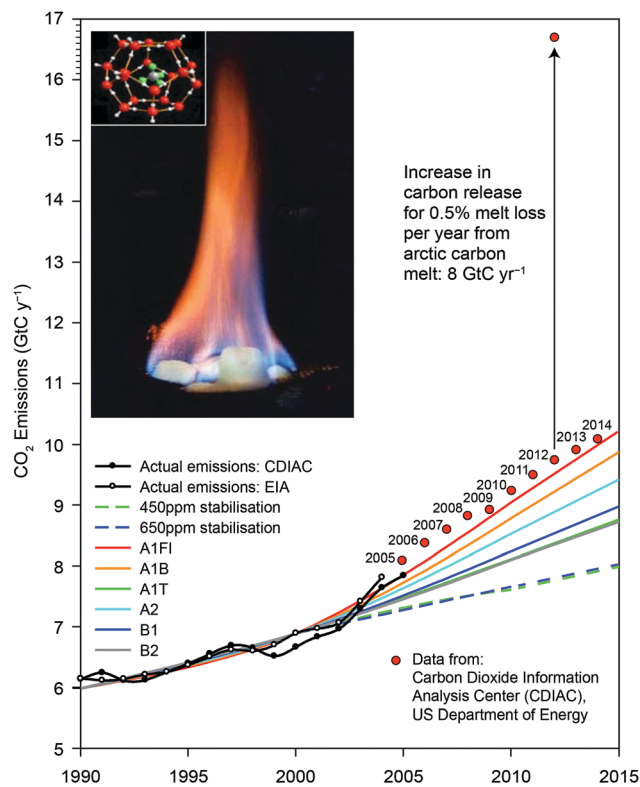 17
16
15
14
13
12
11
10
9
8
7
6
5
CO2 Emissions (GtC y−1)
Increase in
carbon release
for 0.5% melt loss
per year from
arctic carbon
melt: 8 GtC yr−1
2014
2013
2012
2011
2010
2009
2008
2007
2006
2005
Actual emissions: CDIAC
Actual emissions: EIA
450ppm stabilisation
650ppm stabilisation
A1FI
A1B
A1T
A2
B1
B2
Data from:
Carbon Dioxide Information
Analysis Center (CDIAC),
US Department of Energy
1990 1995 2000 2005 2010 2015